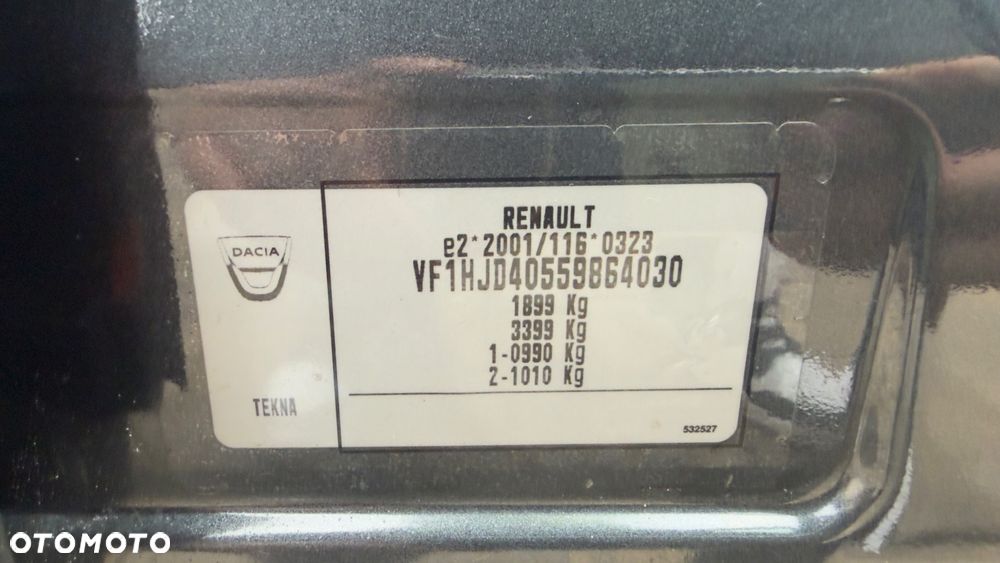 RENAULT
e2*2001/116*0323
VF1HJD40559864030
1899 Kg
3399 Kg
1-0990 Kg
2-1010 Kg
DACIA
TEKNA
532527
OTOMOTO